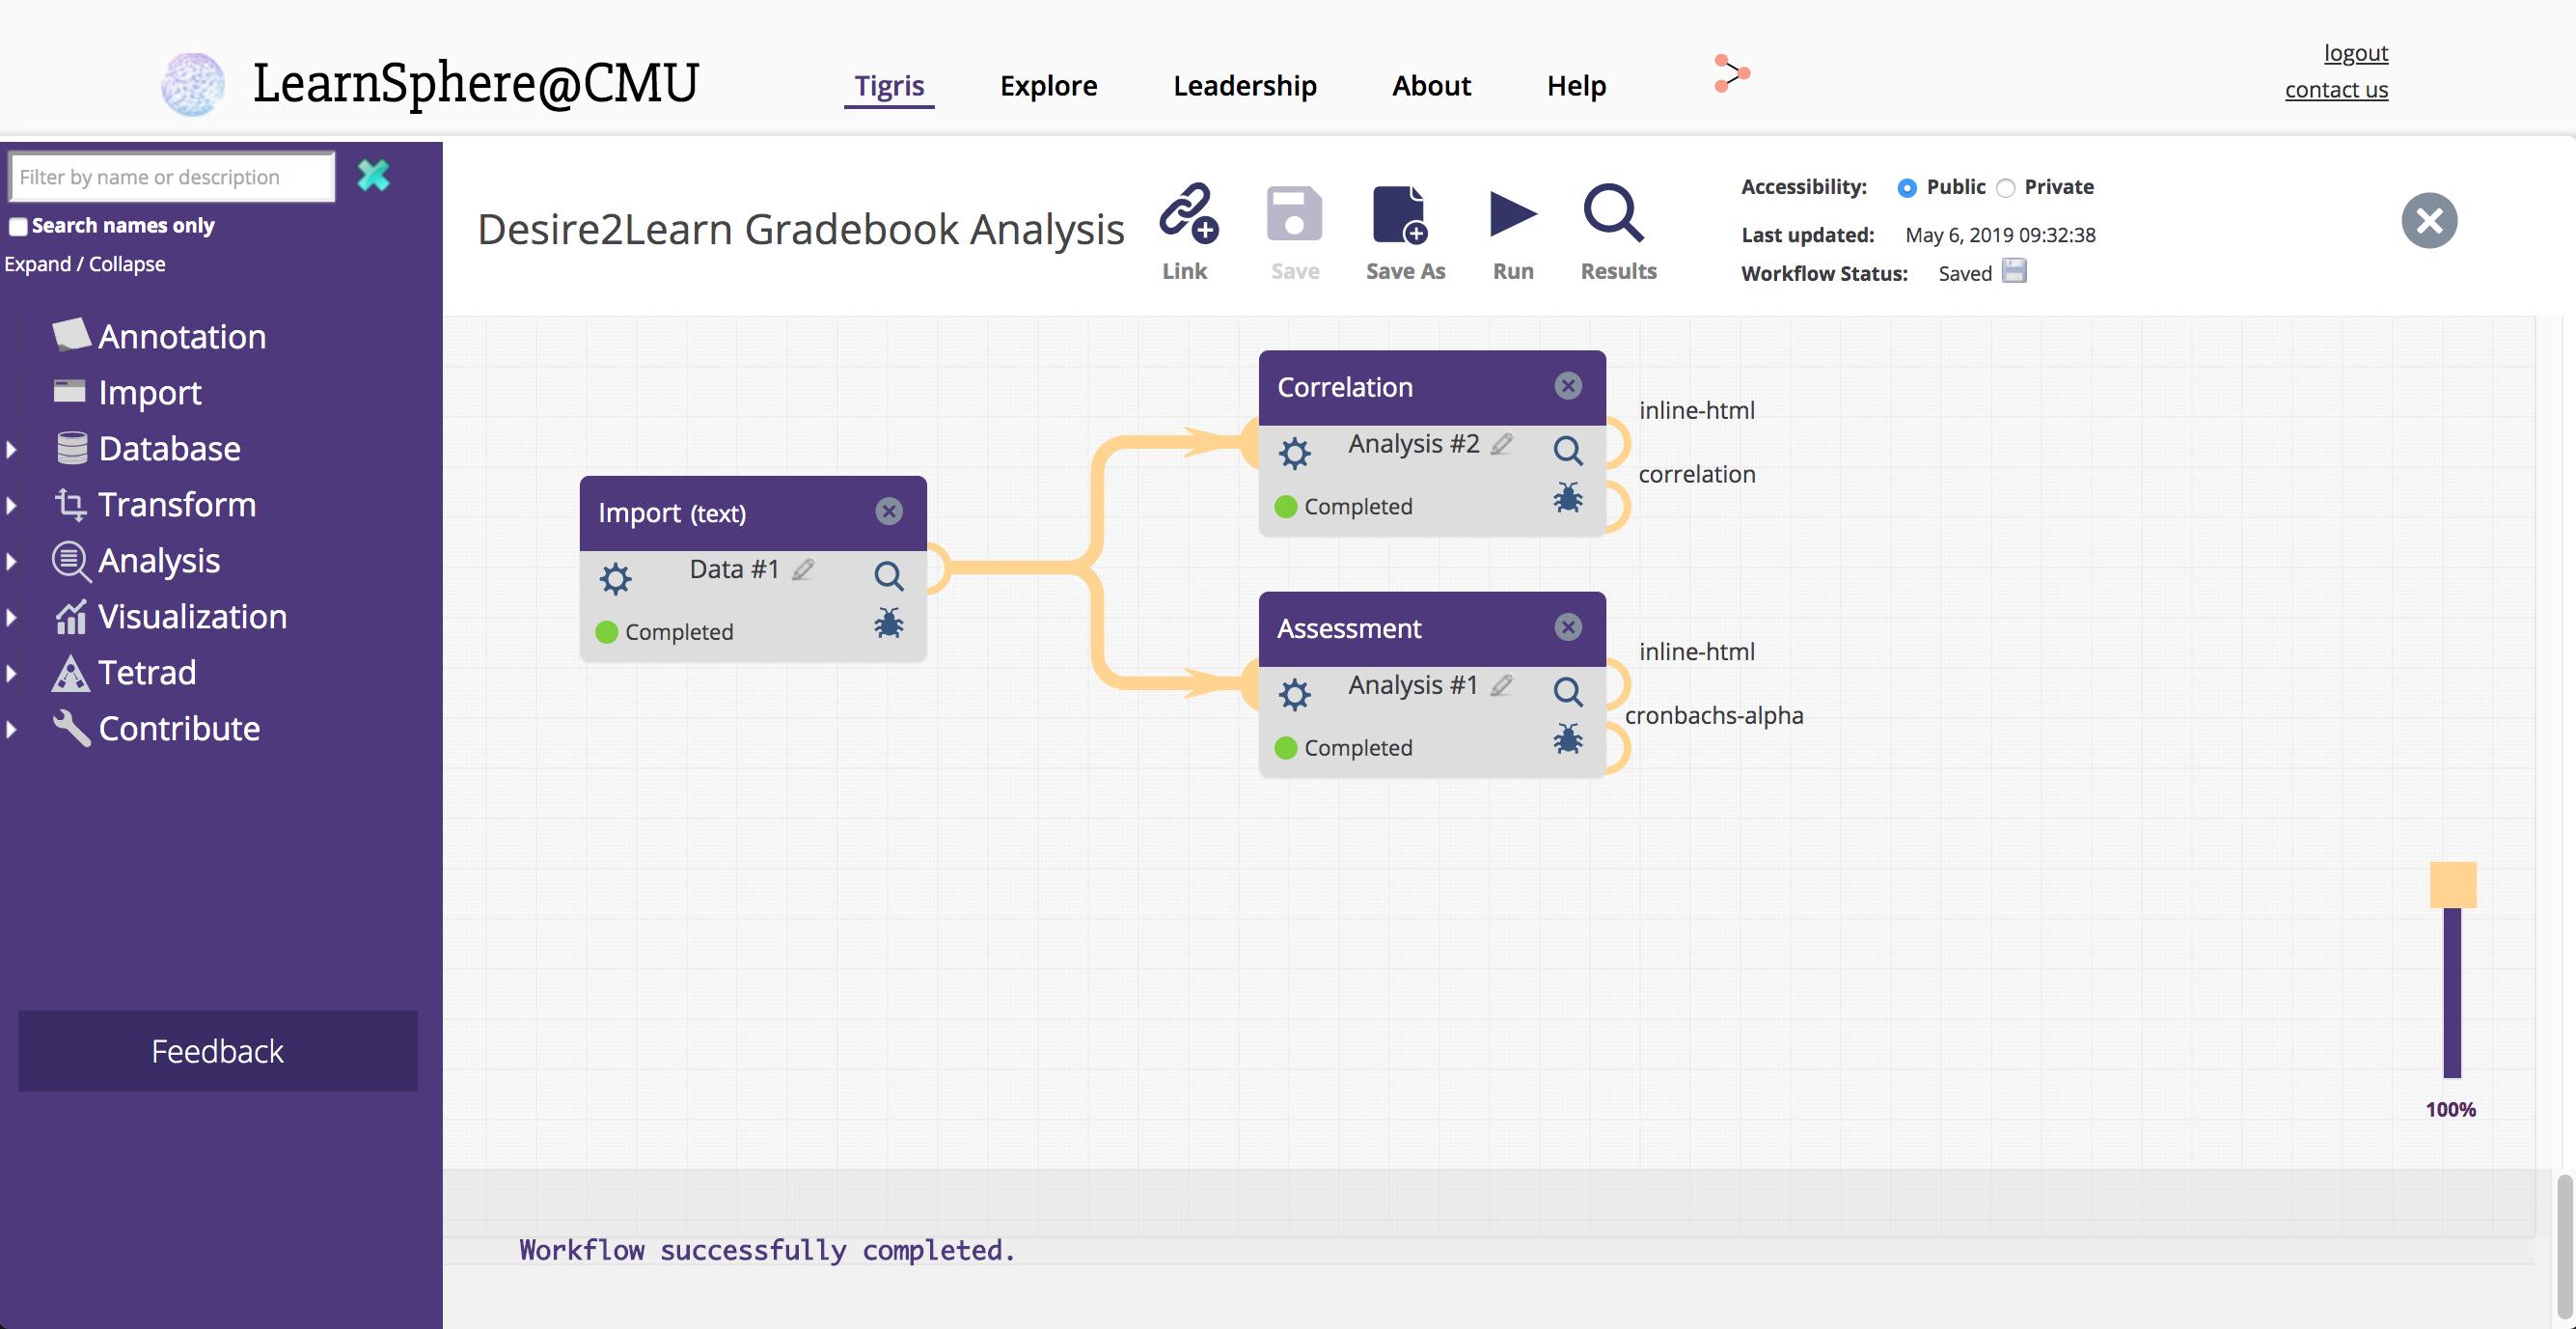 LearnSphere@CMU
Tigris
Explore
Leadership
About
Help
logout
contact us
Filter by name or description
Search names only
Expand / Collapse
Annotation
Import
Database
Transform
Analysis
Visualization
Tetrad
Contribute
Feedback
Desire2Learn Gradebook Analysis
Link
Save
Save As
Run
Results
Accessibility: Public Private
Last updated: May 6, 2019 09:32:38
Workflow Status: Saved
Import (text)
Data #1
Completed
Correlation
Analysis #2
Completed
inline-html
correlation
Assessment
Analysis #1
Completed
inline-html
cronbachs-alpha
100%
Workflow successfully completed.